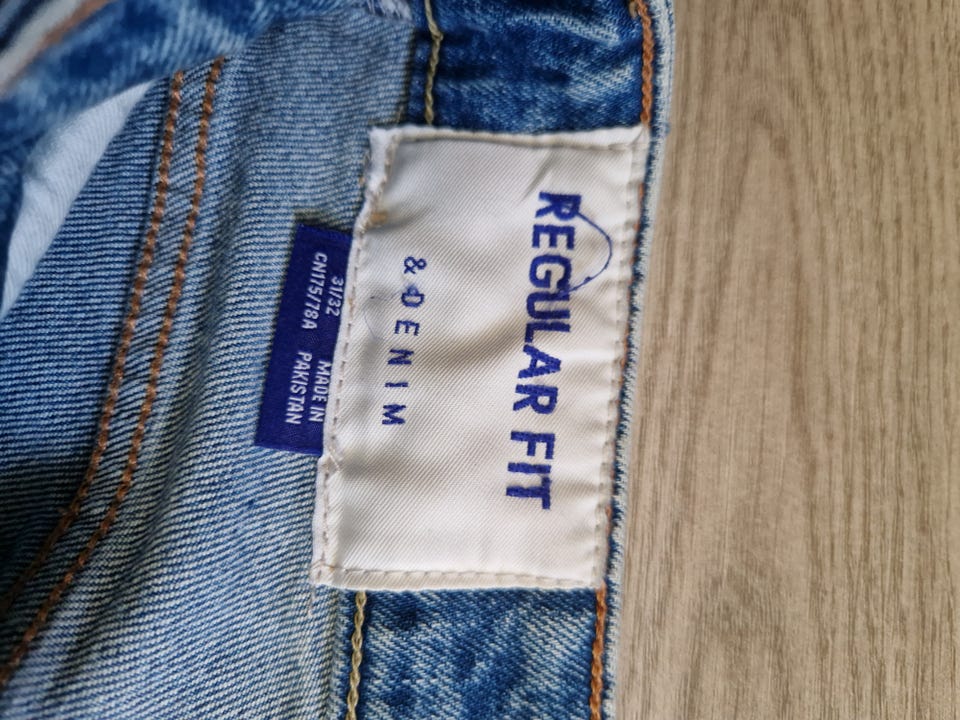 REGULAR FIT
& DENIM
31/32
CN175/78A
MADE IN
PAKISTAN